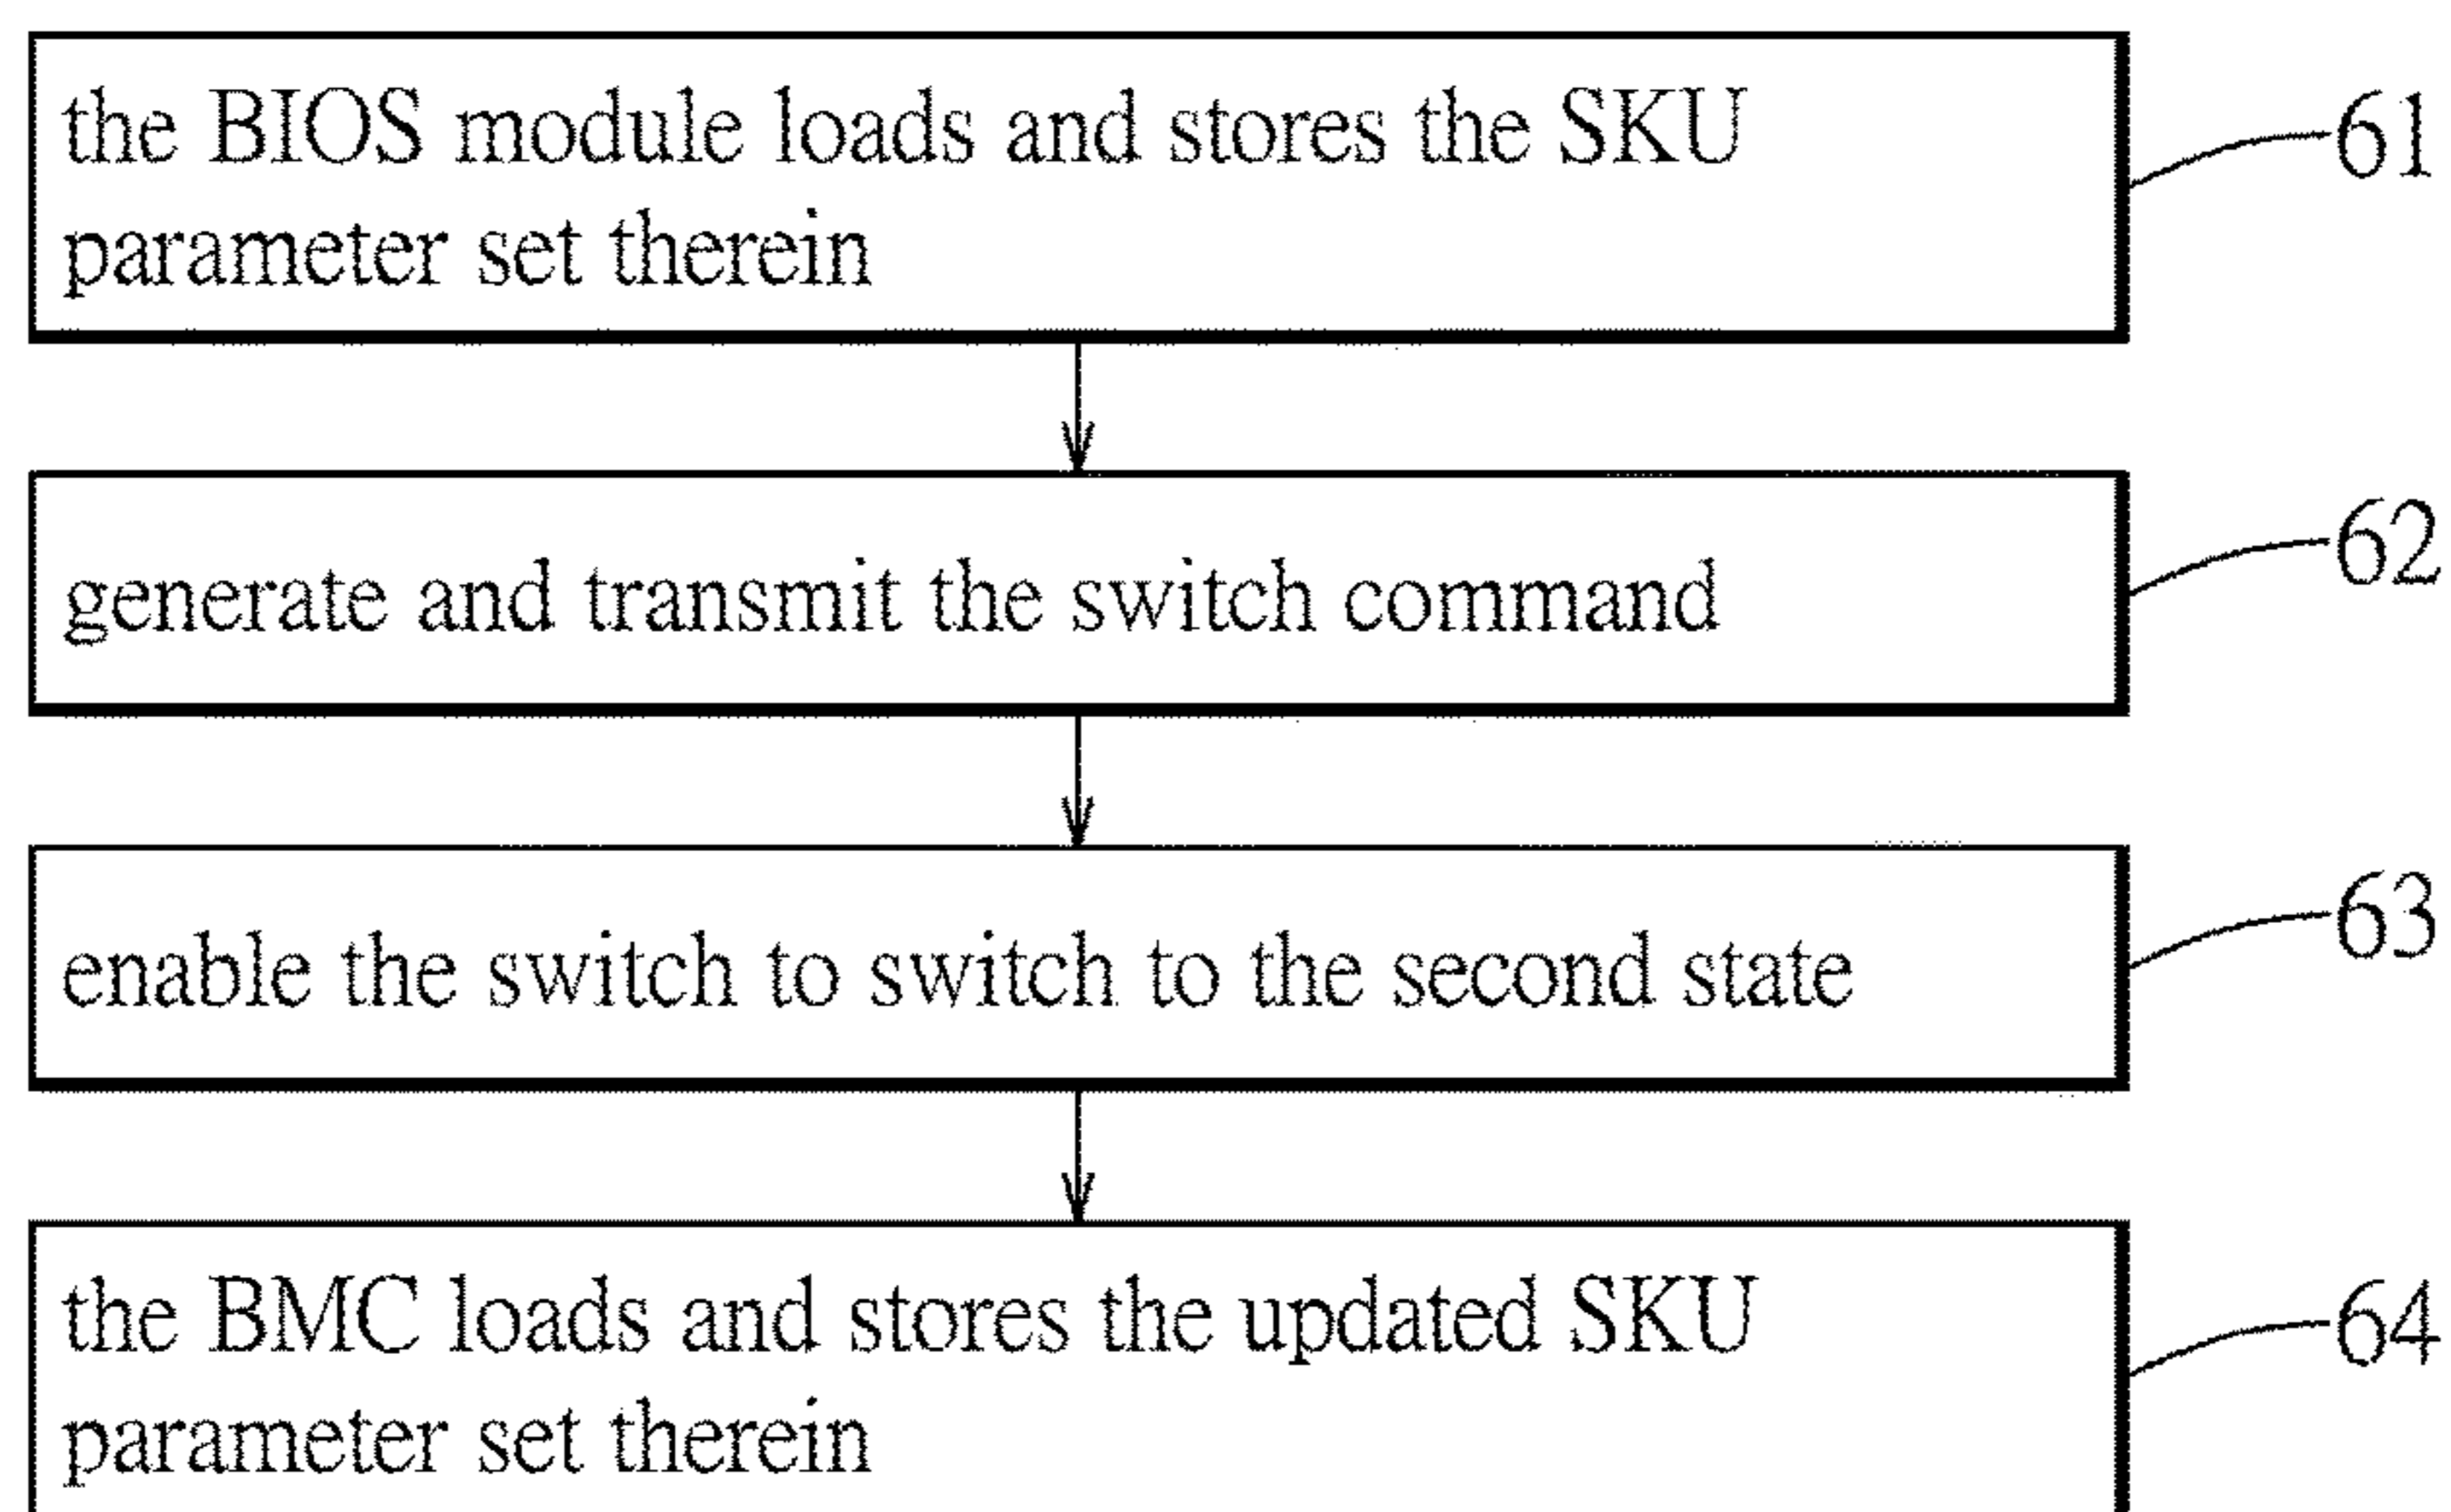 the BIOS module loads and stores the SKU
parameter set therein
61
generate and transmit the switch command
62
enable the switch to switch to the second state
63
the BMC loads and stores the updated SKU
parameter set therein
64